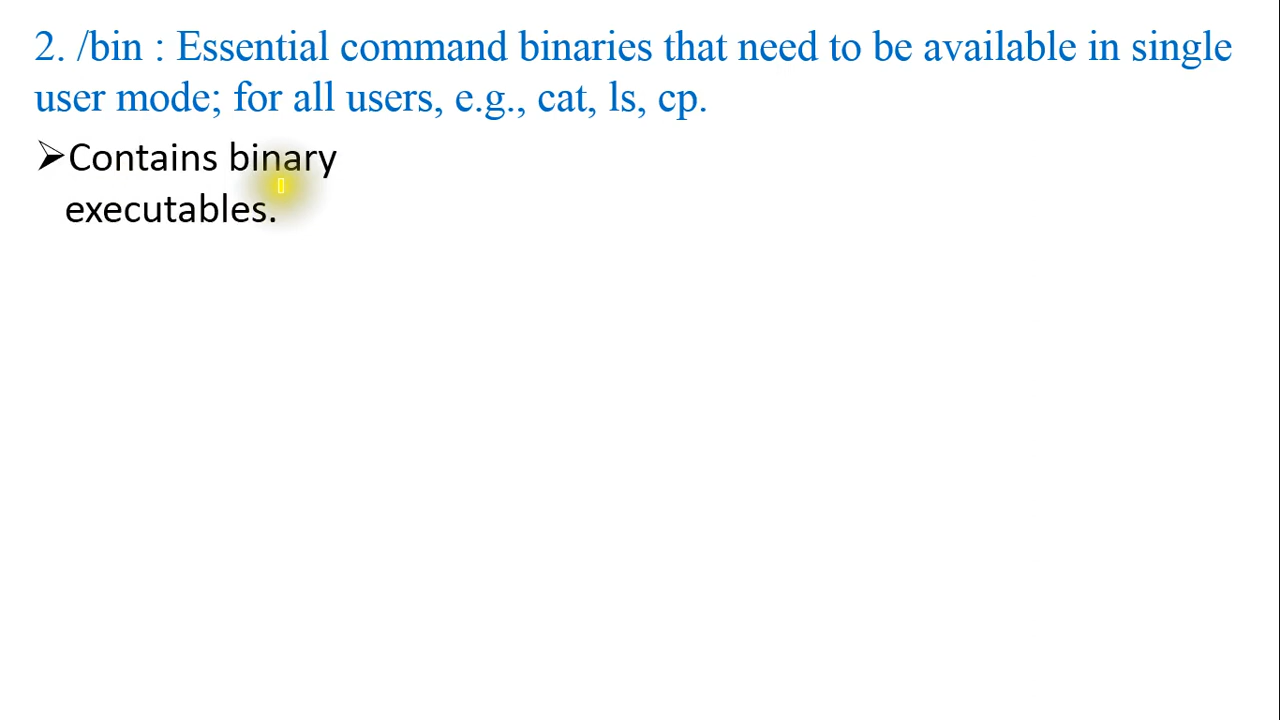 2. /bin : Essential command binaries that need to be available in single
user mode; for all users, e.g., cat, ls, cp.
➢Contains binary
executables.